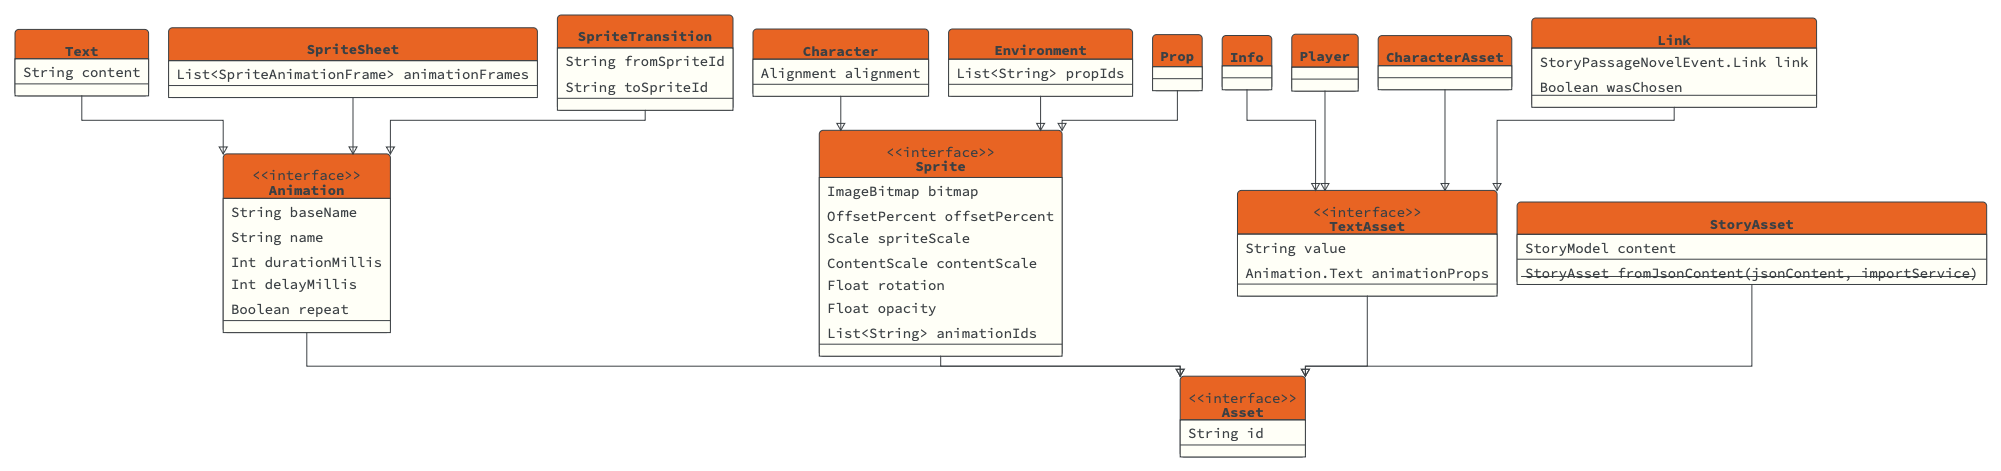 Text
String content
SpriteSheet
List<SpriteAnimationFrame> animationFrames
SpriteTransition
String fromSpriteId
String toSpriteId
Character
Alignment alignment
Environment
List<String> propIds
Prop
Info
Player
CharacterAsset
Link
StoryPassageNovelEvent.Link link
Boolean wasChosen
<<interface>>
Animation
String baseName
String name
Int durationMillis
Int delayMillis
Boolean repeat
<<interface>>
Sprite
ImageBitmap bitmap
OffsetPercent offsetPercent
Scale spriteScale
ContentScale contentScale
Float rotation
Float opacity
List<String> animationIds
<<interface>>
TextAsset
String value
Animation.Text animationProps
StoryAsset
StoryModel content
StoryAsset fromJsonContent(jsonContent, importService)
<<interface>>
Asset
String id